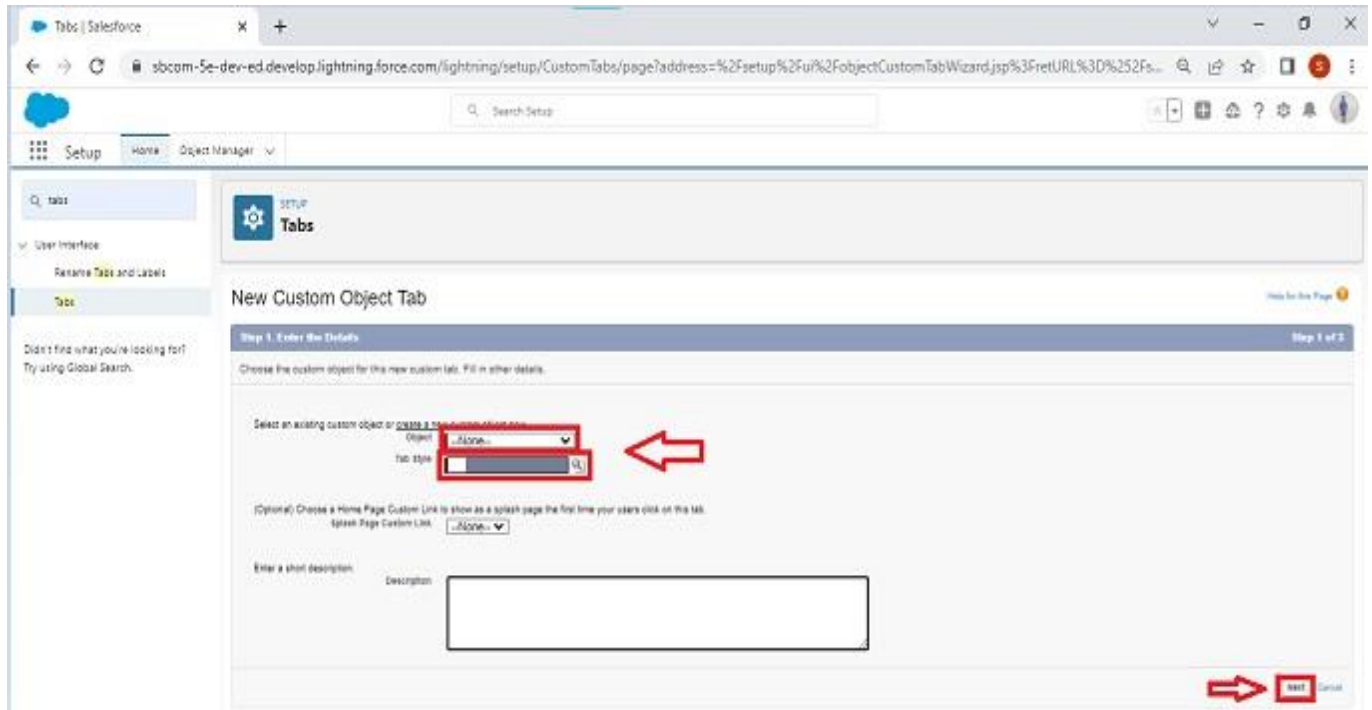 Tabs | Salesforce
sbcom-5e-dev-ed.develop.lightning.force.com/lightning/setup/CustomTabs/page?address=%2Fsetup%2Fui%2FobjectCustomTabWizard.jsp%3FretURL%3D%252Fs...
S
Search Setup
Setup
Home
Object Manager
tabs
User Interface
Rename Tabs and Labels
Tabs
Didn't find what you're looking for?
Try using Global Search.
SETUP
Tabs
New Custom Object Tab
Help for this Page
Step 1. Enter the Details
Step 1 of 3
Choose the custom object for this new custom tab. Fill in other details.
Select an existing custom object or create a new custom object now.
Object
--None--
Tab Style
(Optional) Choose a Home Page Custom Link to show as a splash page the first time your users click on this tab.
Splash Page Custom Link
--None--
Enter a short description.
Description
Next
Cancel